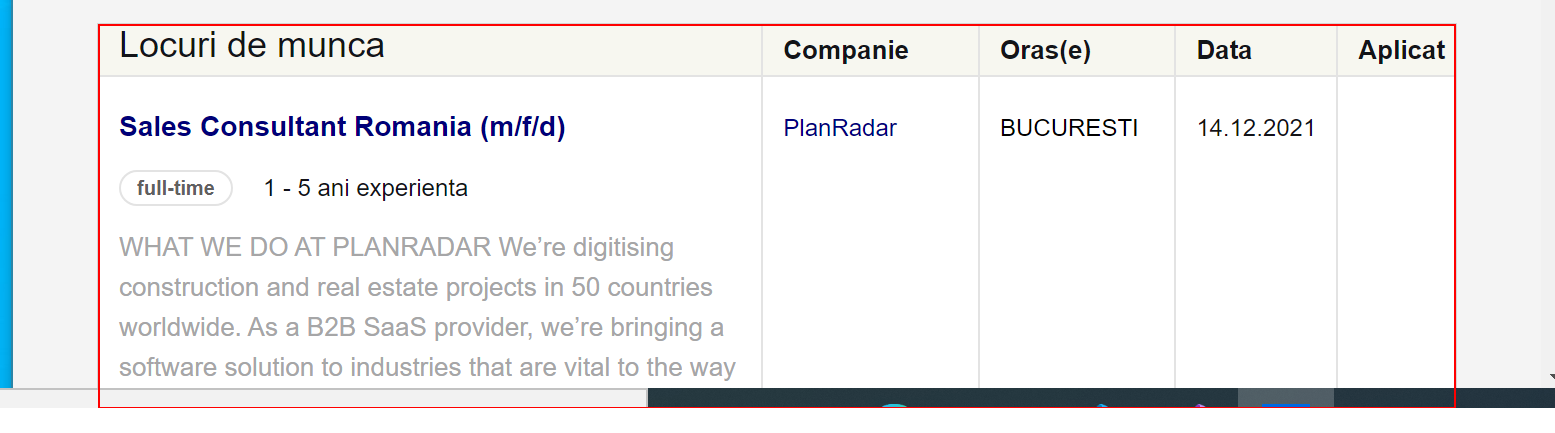 Locuri de munca Companie Oras(e) Data Aplicat
Sales Consultant Romania (m/f/d) PlanRadar BUCURESTI 14.12.2021
full-time 1 - 5 ani experienta
WHAT WE DO AT PLANRADAR We’re digitising
construction and real estate projects in 50 countries
worldwide. As a B2B SaaS provider, we’re bringing a
software solution to industries that are vital to the way